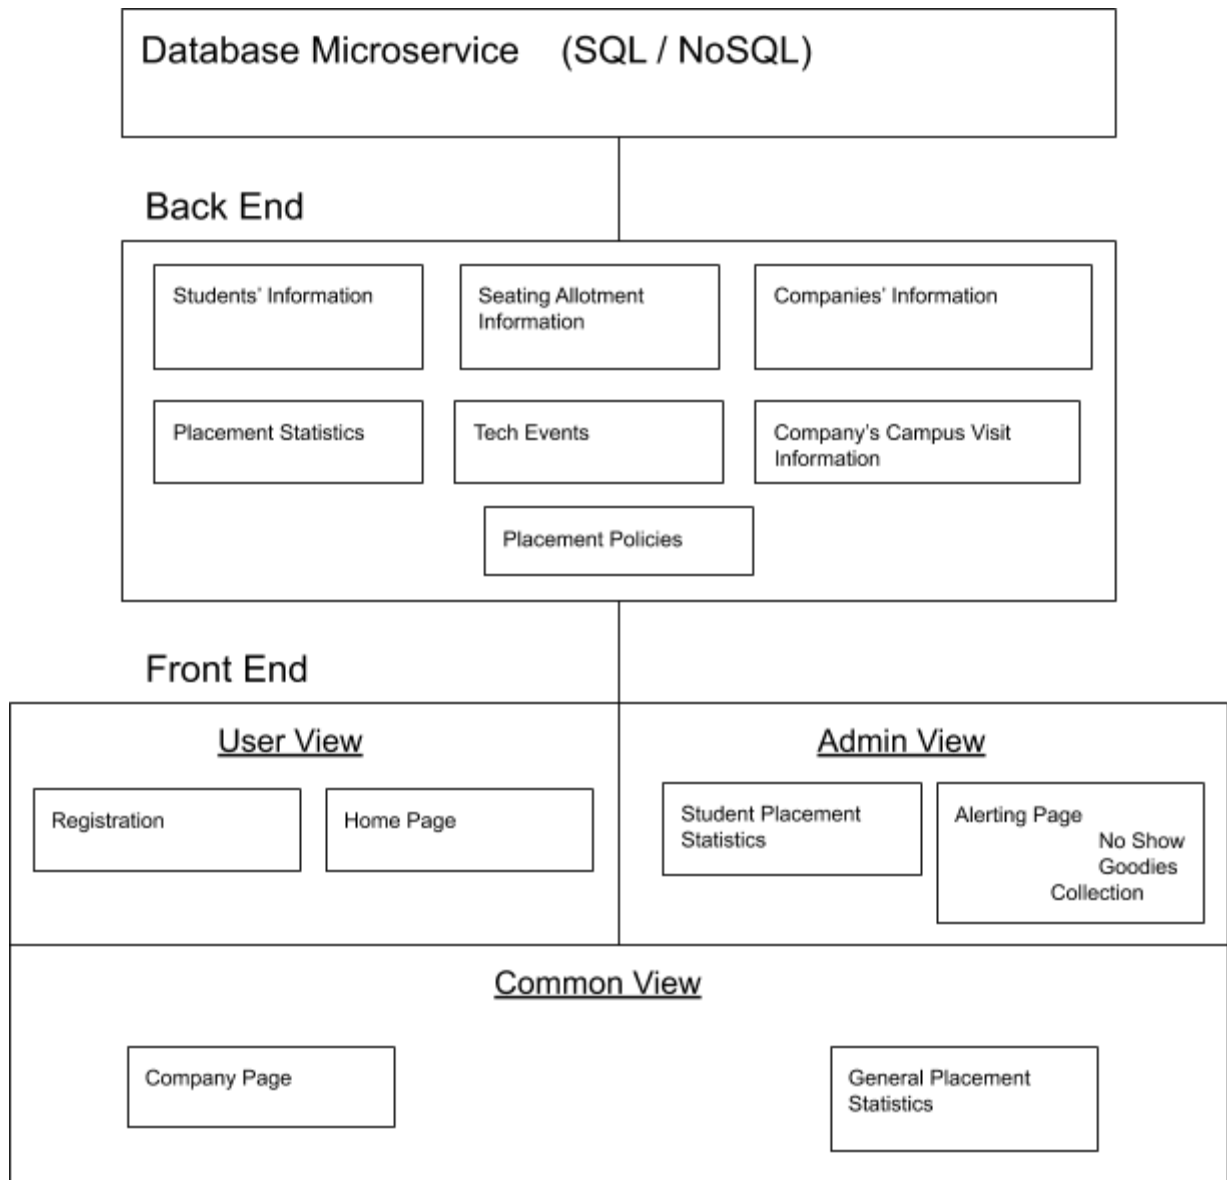 Database Microservice (SQL / NoSQL)
Back End
Students' Information
Seating Allotment
Information
Companies' Information
Placement Statistics
Tech Events
Company's Campus Visit
Information
Placement Policies
Front End
User View
Registration
Home Page
Admin View
Student Placement
Statistics
Alerting Page
No Show
Goodies
Collection
Common View
Company Page
General Placement
Statistics